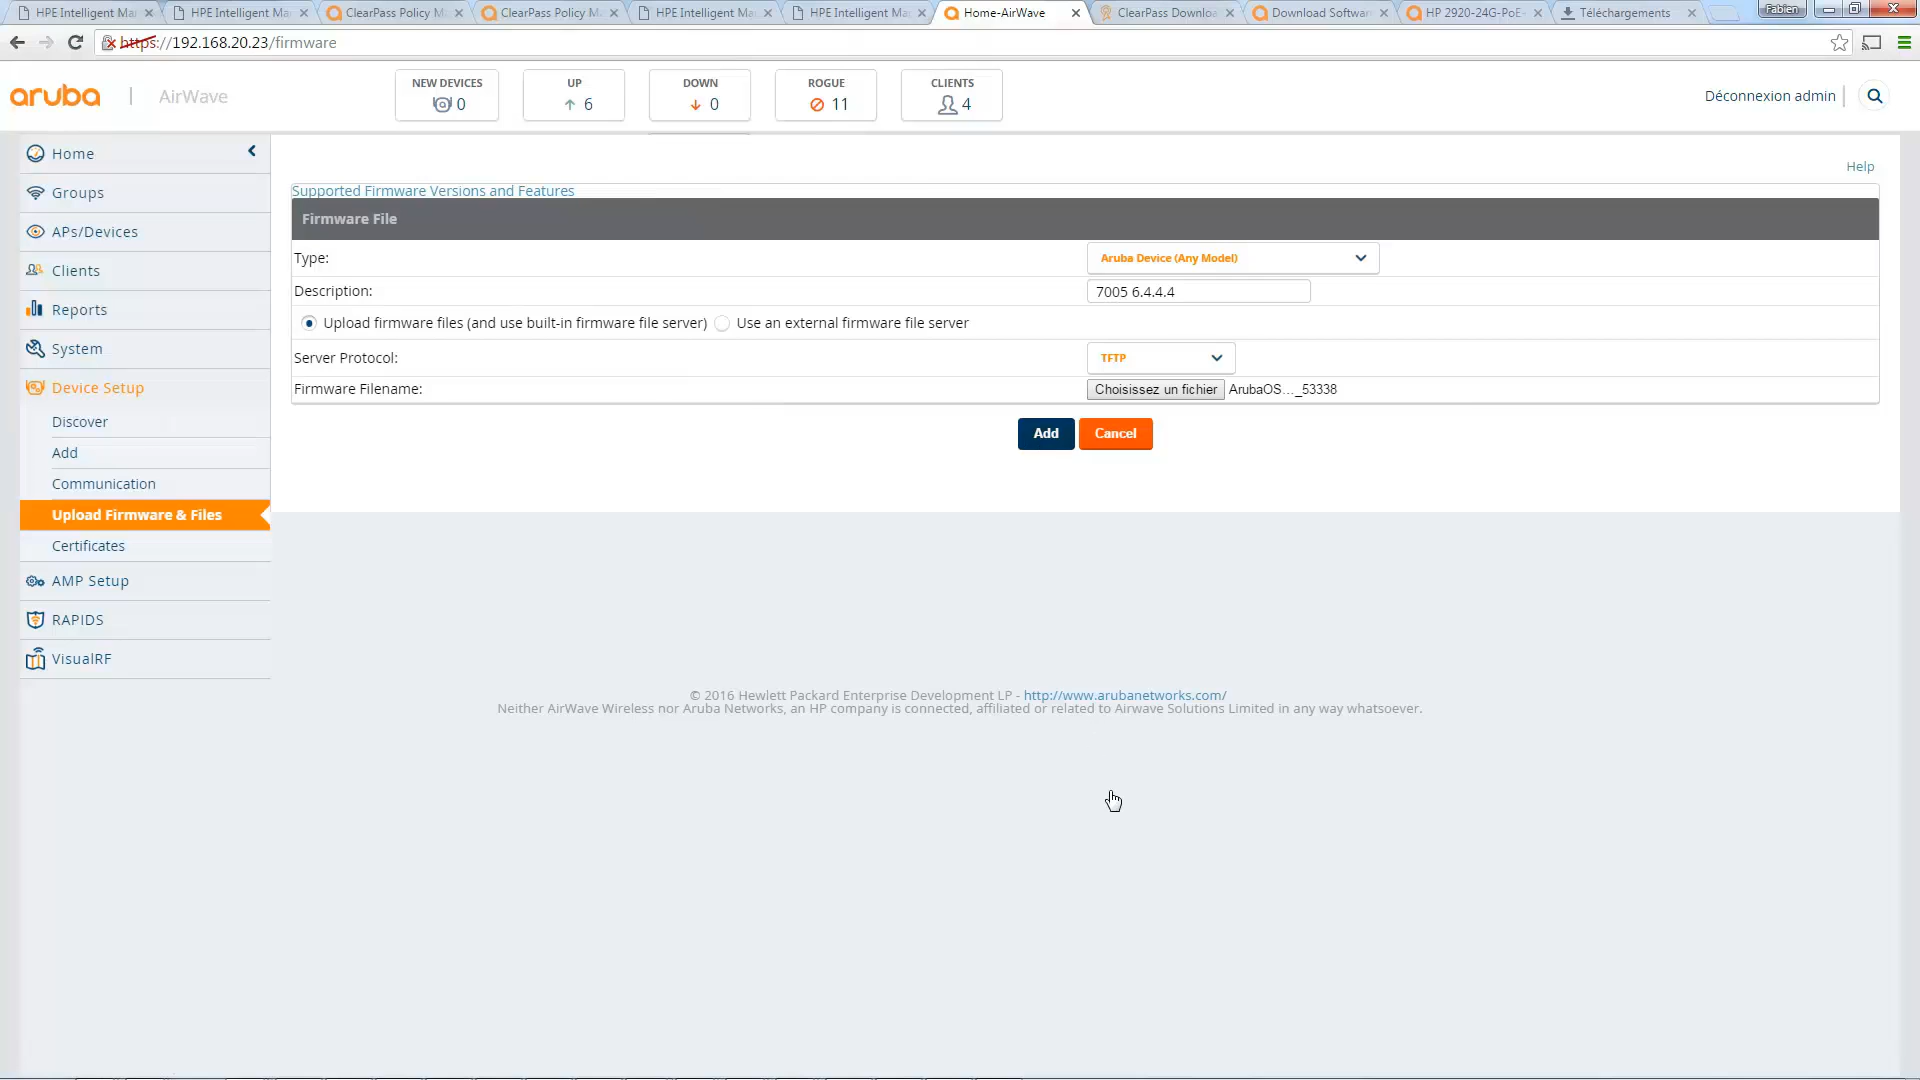 HPE Intelligent Ma
HPE Intelligent Ma
ClearPass Policy M
ClearPass Policy M
HPE Intelligent Ma
HPE Intelligent Ma
Home-AirWave
ClearPass Downloa
Download Softwar
HP 2920-24G-PoE-
Téléchargements
Fabien
https://192.168.20.23/firmware
aruba | AirWave
NEW DEVICES
0
UP
6
DOWN
0
ROGUE
11
CLIENTS
4
Déconnexion admin
Home
Groups
APs/Devices
Clients
Reports
System
Device Setup
Discover
Add
Communication
Upload Firmware & Files
Certificates
AMP Setup
RAPIDS
VisualRF
Help
Supported Firmware Versions and Features
Firmware File
Type: Aruba Device (Any Model)
Description: 7005 6.4.4.4
Upload firmware files (and use built-in firmware file server) Use an external firmware file server
Server Protocol: TFTP
Firmware Filename: Choisissez un fichier ArubaOS..._53338
Add Cancel
© 2016 Hewlett Packard Enterprise Development LP - http://www.arubanetworks.com/
Neither AirWave Wireless nor Aruba Networks, an HP company is connected, affiliated or related to Airwave Solutions Limited in any way whatsoever.